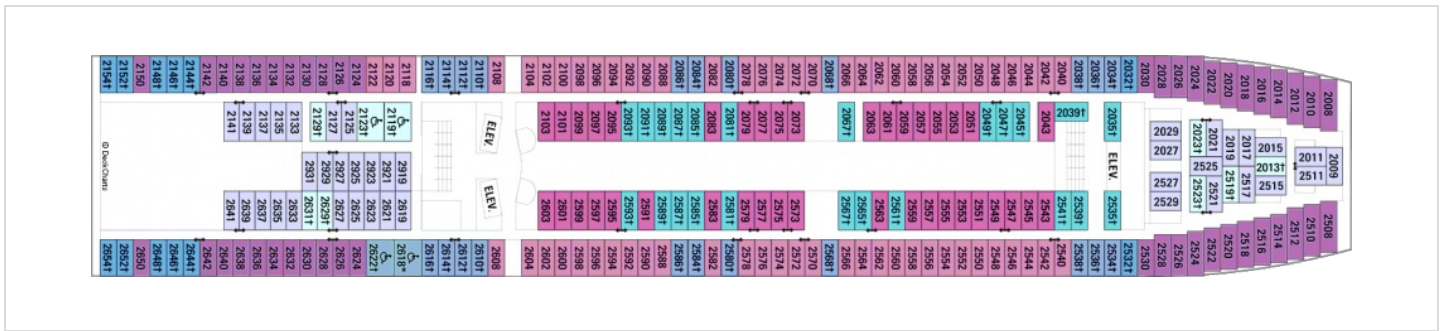 2154† 2152† 2150 2148† 2146† 2144† 2142 2140 2138 2136 2134 2132 2130 2128 2126 2124 2122 2120 2118 2116† 2114† 2112† 2110† 2108 2104 2102 2100 2098 2096 2094 2092 2090 2088 2086† 2084† 2082 2080† 2078 2076 2074 2072 2070 2068† 2066 2064 2062 2060 2058 2056 2054 2052 2050 2048 2046 2044 2042 2040 2038† 2036† 2034† 2032† 2030 2028 2026 2024 2022 2020 2018 2016 2014 2012 2010 2008
2141 2139 2137 2135 2133 2129† 2127 2125 2123† 2119† ELEV. 2103 2101 2099 2097 2095 2093† 2091† 2089† 2087† 2085† 2083 2081† 2079 2077 2075 2073 2067† 2063 2061 2059 2057 2055 2053 2051 2049† 2047† 2045† 2043 2039† 2035†
2029 2023† 2021 2019 2017 2015
2027 2013† 2011 2009
© DeckCharts
ELEV.
2931 2929 2927 2925 2923 2921 2919
2525 2511
2527 2523† 2521 2519† 2517 2515
2529
2641 2639 2637 2635 2633 2631† 2629† 2627 2625 2623 2621 2619 ELEV. 2603 2601 2599 2597 2595 2593† 2591 2589† 2587† 2585† 2583 2581† 2579 2577 2575 2573 2567† 2565† 2563 2561† 2559 2557 2555 2553 2551 2549 2547 2545 2543 2541† 2539† 2535†
2654† 2652† 2650 2648† 2646† 2644† 2642 2640 2638 2636 2634 2632 2630 2628 2626 2624 2622† 2618* 2616† 2614† 2612† 2610† 2608 2604 2602 2600 2598 2596 2594 2592 2590 2588 2586† 2584† 2582 2580† 2578 2576 2574 2572 2570 2568† 2566 2564 2562 2560 2558 2556 2554 2552 2550 2548 2546 2544 2542 2540 2538† 2536† 2534† 2532† 2530 2528 2526 2524 2522 2520 2518 2516 2514 2512 2510 2508